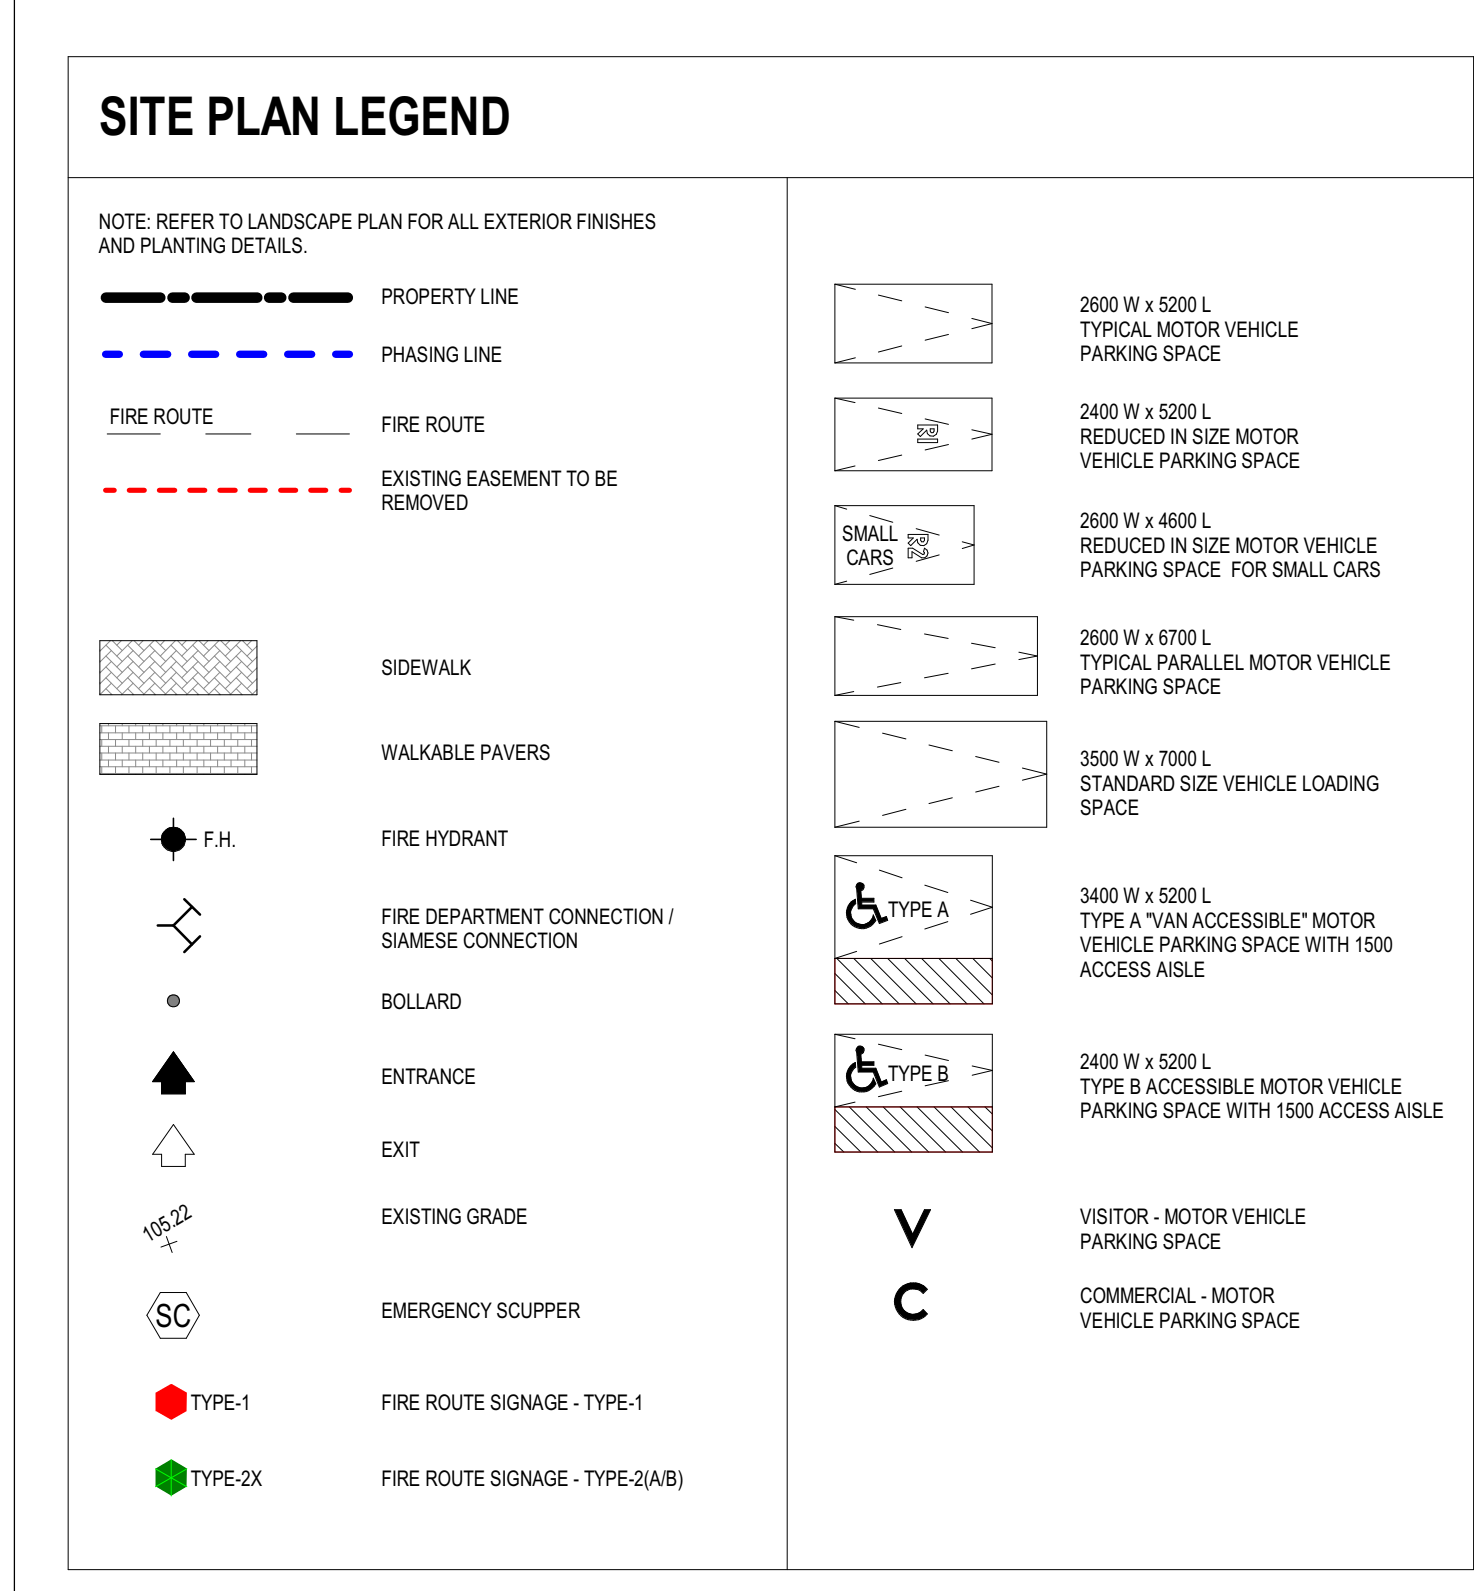 SITE PLAN LEGEND
NOTE: REFER TO LANDSCAPE PLAN FOR ALL EXTERIOR FINISHES
AND PLANTING DETAILS.
PROPERTY LINE
PHASING LINE
FIRE ROUTE
FIRE ROUTE
EXISTING EASEMENT TO BE
REMOVED
SIDEWALK
WALKABLE PAVERS
F.H.
FIRE HYDRANT
FIRE DEPARTMENT CONNECTION /
SIAMESE CONNECTION
BOLLARD
ENTRANCE
EXIT
105.22
EXISTING GRADE
SC
EMERGENCY SCUPPER
TYPE-1
FIRE ROUTE SIGNAGE - TYPE-1
TYPE-2X
FIRE ROUTE SIGNAGE - TYPE-2(A/B)
2600 W x 5200 L
TYPICAL MOTOR VEHICLE
PARKING SPACE
R1
2400 W x 5200 L
REDUCED IN SIZE MOTOR
VEHICLE PARKING SPACE
SMALL
CARS
R2
2600 W x 4600 L
REDUCED IN SIZE MOTOR VEHICLE
PARKING SPACE  FOR SMALL CARS
2600 W x 6700 L
TYPICAL PARALLEL MOTOR VEHICLE
PARKING SPACE
3500 W x 7000 L
STANDARD SIZE VEHICLE LOADING
SPACE
TYPE A
3400 W x 5200 L
TYPE A "VAN ACCESSIBLE" MOTOR
VEHICLE PARKING SPACE WITH 1500
ACCESS AISLE
TYPE B
2400 W x 5200 L
TYPE B ACCESSIBLE MOTOR VEHICLE
PARKING SPACE WITH 1500 ACCESS AISLE
V
VISITOR - MOTOR VEHICLE
PARKING SPACE
C
COMMERCIAL - MOTOR
VEHICLE PARKING SPACE